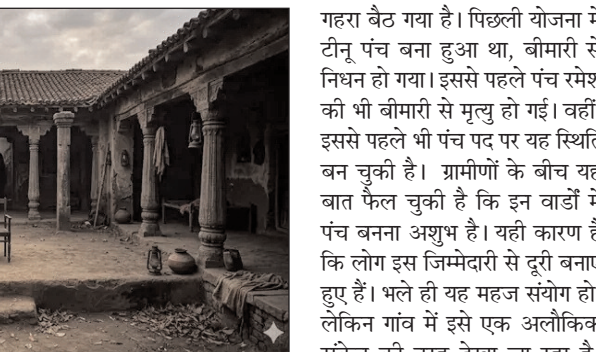 गहरा बैठ गया है। पिछली योजना में
टीनू पंच बना हुआ था, बीमारी से
निधन हो गया। इससे पहले पंच रमेश
की भी बीमारी से मृत्यु हो गई। वहीं
इससे पहले भी पंच पद पर यह स्थिति
बन चुकी है। ग्रामीणों के बीच यह
बात फैल चुकी है कि इन वार्डों में
पंच बनना अशुभ है। यही कारण है
कि लोग इस जिम्मेदारी से दूरी बनाए
हुए हैं। भले ही यह महज संयोग हो
लेकिन गांव में इसे एक अलौकिक